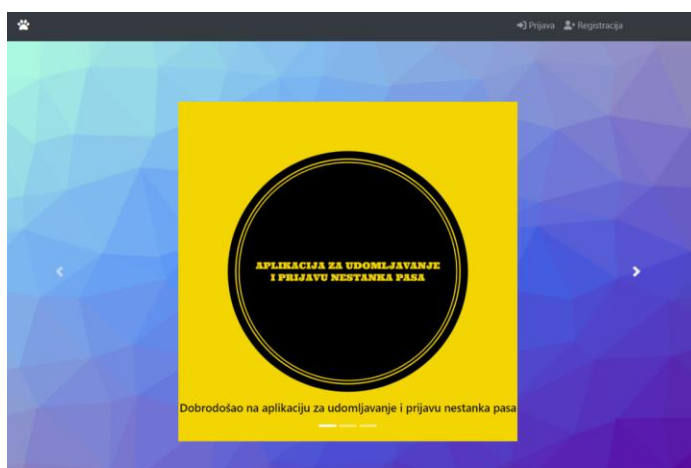 Prijava Registracija
APLIKACIJA ZA UDOMLJAVANJE
I PRIJAVU NESTANKA PASA
Dobrodošao na aplikaciju za udomljavanje i prijavu nestanka pasa